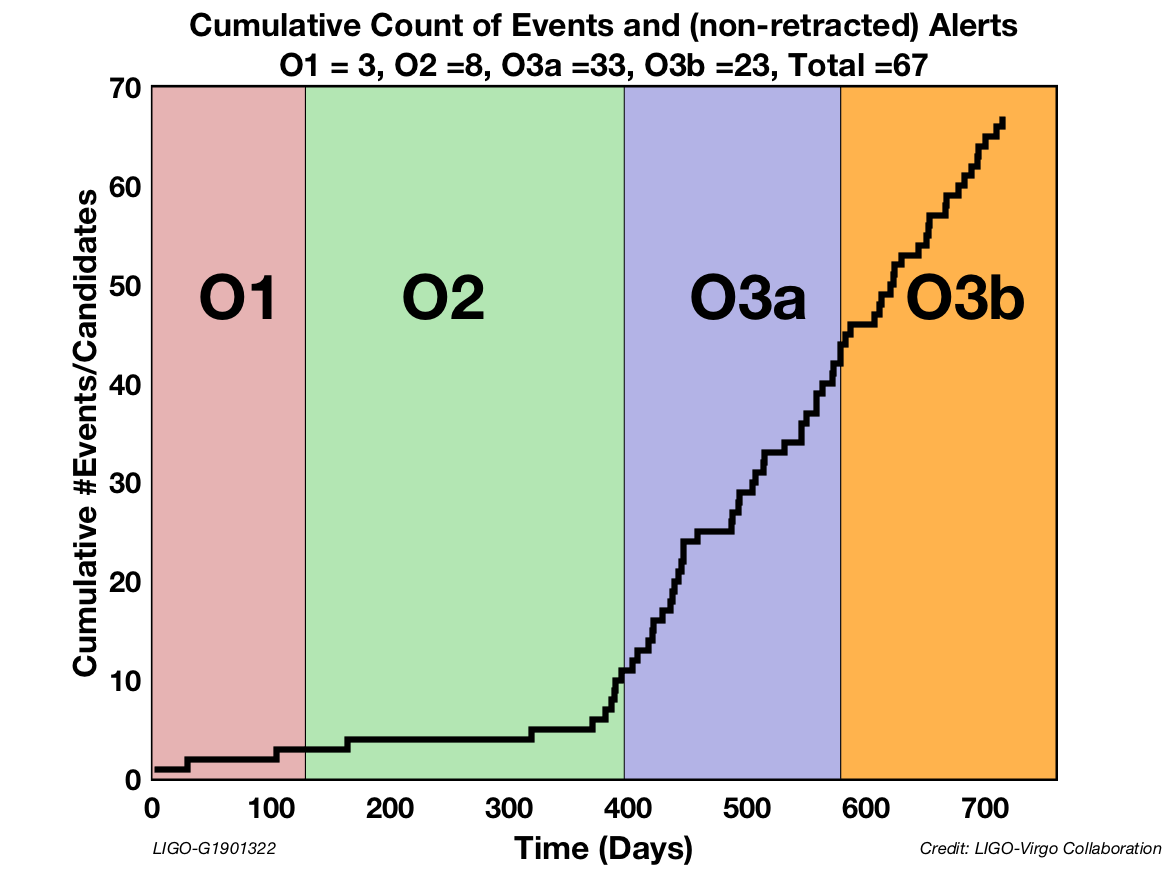 Cumulative Count of Events and (non-retracted) Alerts
O1 = 3, O2 =8, O3a =33, O3b =23, Total =67
70
60
50
40
30
20
10
0
Cumulative #Events/Candidates
O1
O2
O3a
O3b
0 100 200 300 400 500 600 700
Time (Days)
LIGO-G1901322
Credit: LIGO-Virgo Collaboration